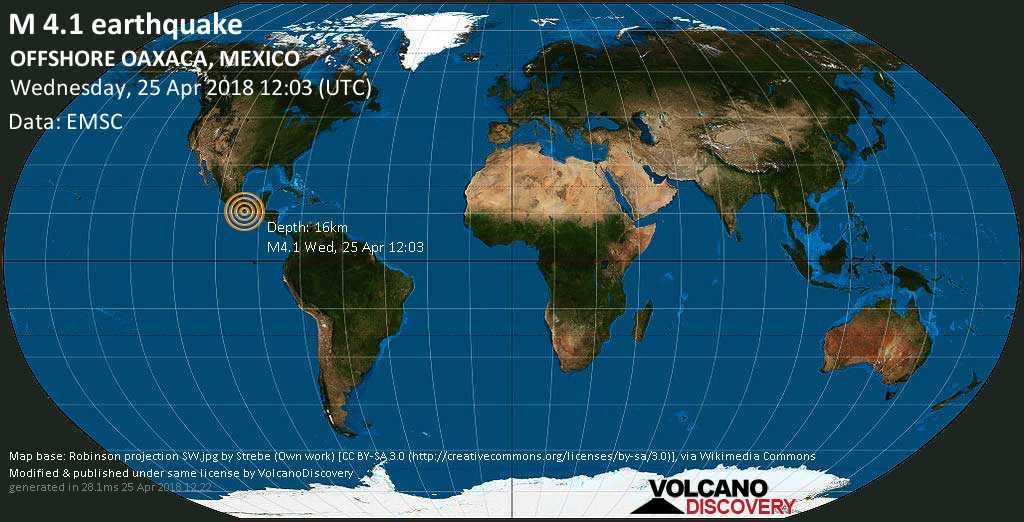 M 4.1 earthquake
OFFSHORE OAXACA, MEXICO
Wednesday, 25 Apr 2018 12:03 (UTC)
Data: EMSC
Depth: 16km
M4.1 Wed, 25 Apr 12:03
Map base: Robinson projection SW.jpg by Strebe (Own work) [CC BY-SA 3.0 (http://creativecommons.org/licenses/by-sa/3.0)], via Wikimedia Commons
Modified & published under same license by VolcanoDiscovery
generated in 28.1ms 25 Apr 2018 12:22
VOLCANO
DISCOVERY